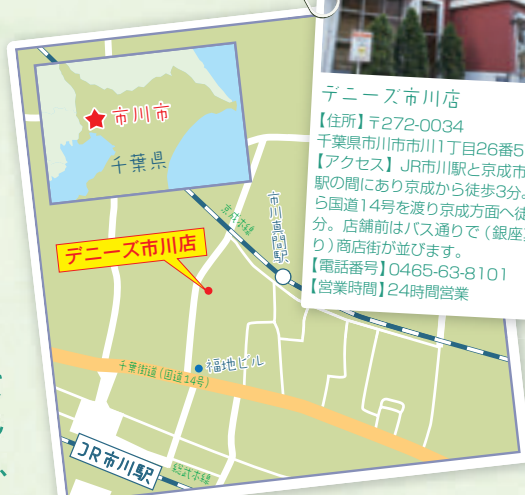 市川市
千葉県
デニーズ市川店
【住所】〒272-0034
千葉県市川市市川1丁目26番5
【アクセス】JR市川駅と京成市
駅の間にあり京成から徒歩3分。
ら国道14号を渡り京成方面へ徒
分。店舗前はバス通りで（銀座
り）商店街が並びます。
【電話番号】0465-63-8101
【営業時間】24時間営業
京成本線
市川真間駅
デニーズ市川店
千葉街道（国道14号）
福地ビル
JR市川駅
総武本線